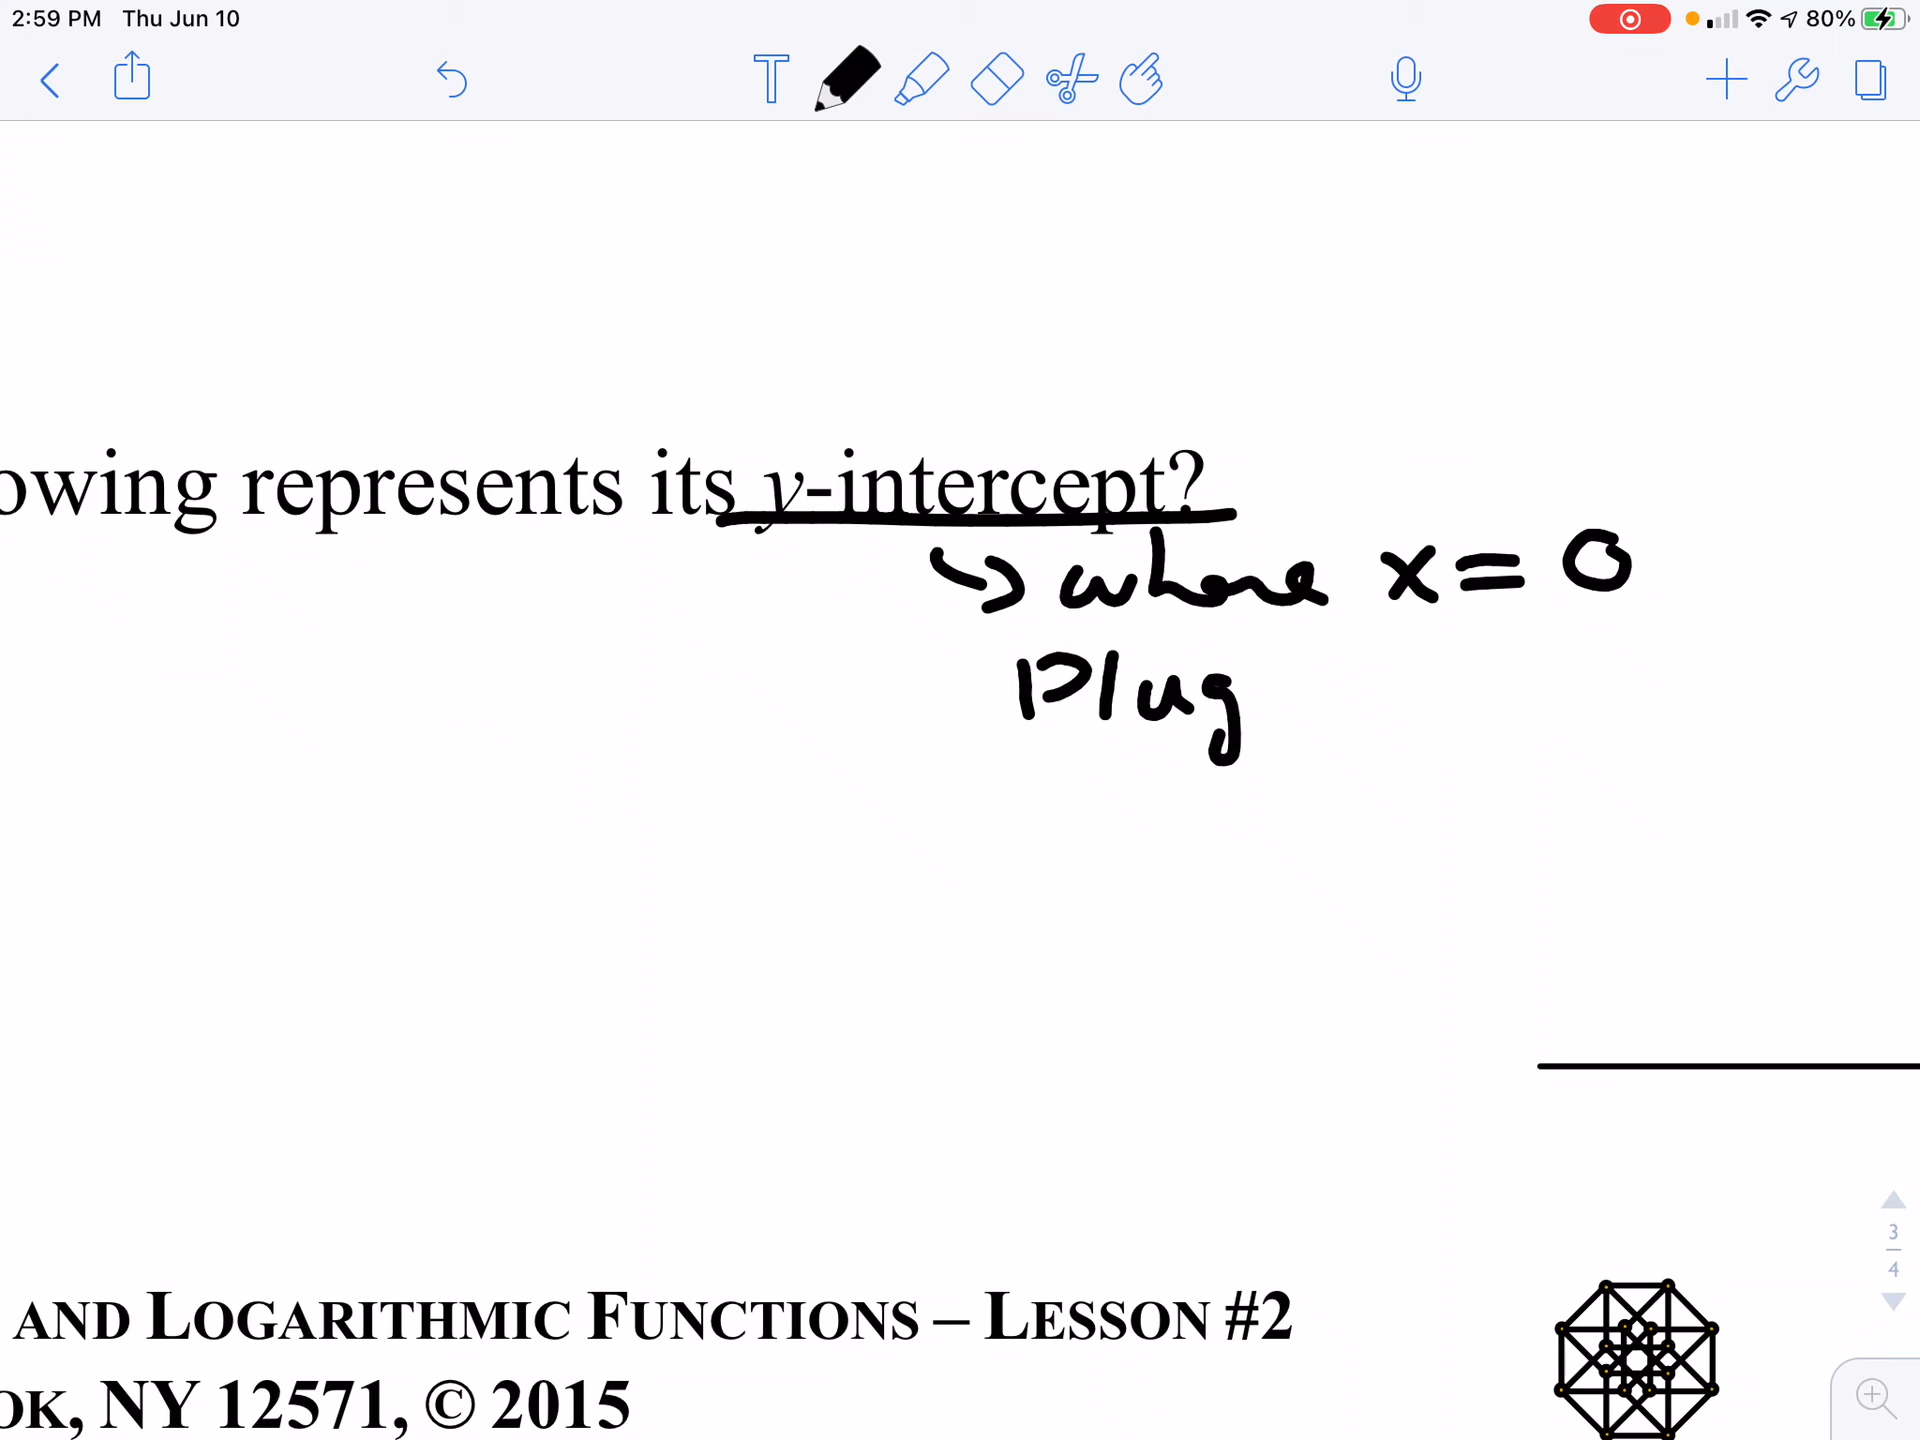 2:59 PM Thu Jun 10
80%
T
owing represents its y-intercept?
where x = 0
Plug
3
4
AND LOGARITHMIC FUNCTIONS – LESSON #2
OK, NY 12571, © 2015